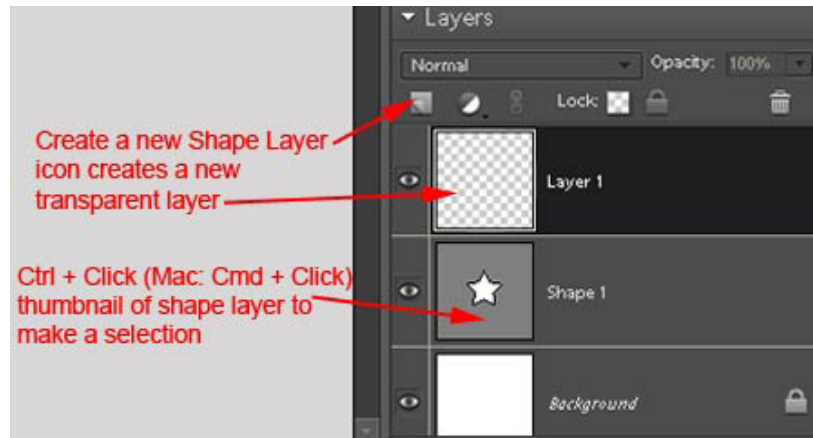 Layers
Normal Opacity: 100%
Lock:
Create a new Shape Layer
icon creates a new
transparent layer
Layer 1
Ctrl + Click (Mac: Cmd + Click)
thumbnail of shape layer to
make a selection
Shape 1
Background